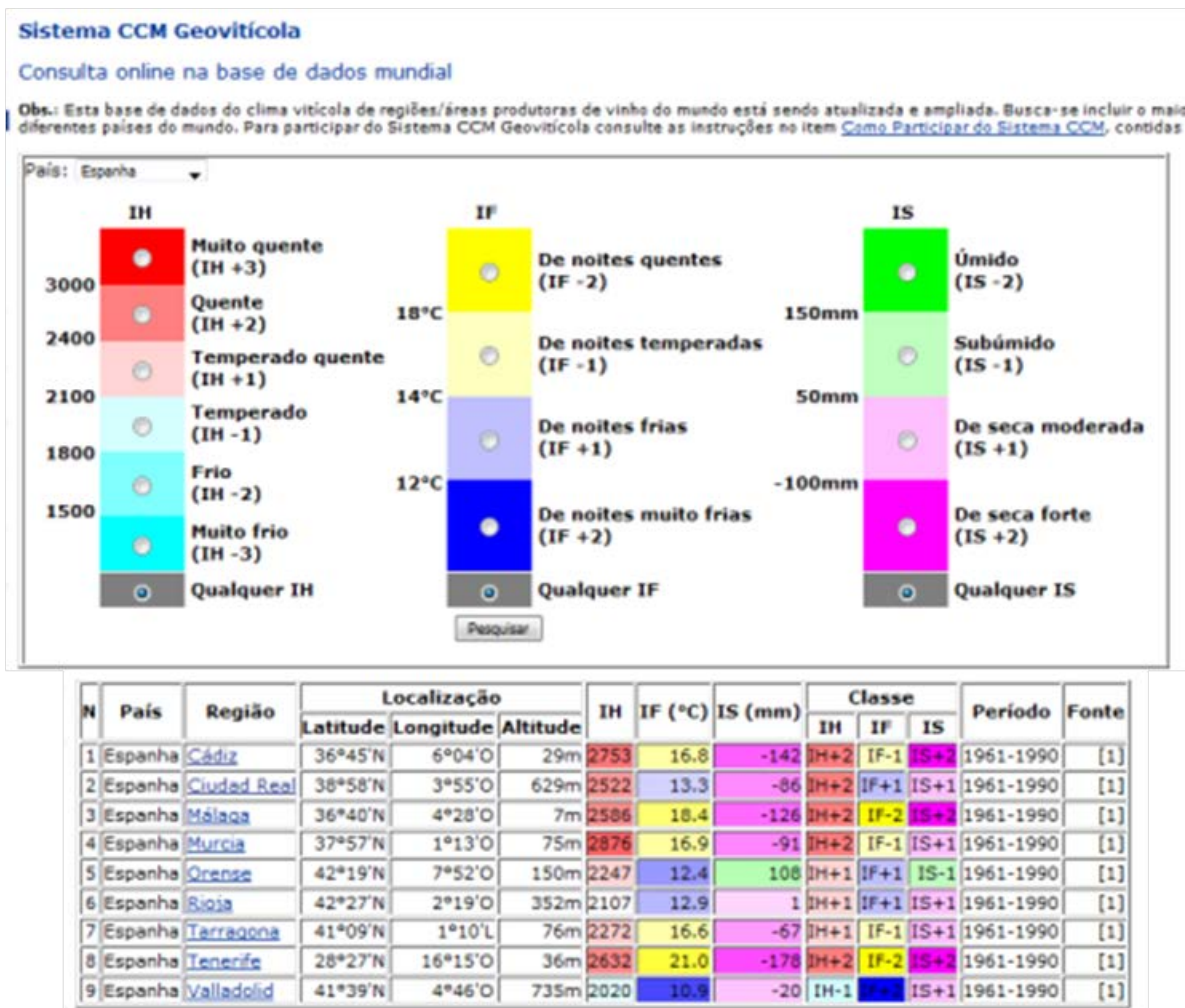 Sistema CCM Geovitícola
Consulta online na base de dados mundial
Obs.: Esta base de dados do clima vitícola de regiões/áreas produtoras de vinho do mundo está sendo atualizada e ampliada. Busca-se incluir o maio
diferentes países do mundo. Para participar do Sistema CCM Geovitícola consulte as instruções no item Como Participar do Sistema CCM, contidas
País: Espanha
IH
Muito quente
(IH +3)
3000
Quente
(IH +2)
2400
Temperado quente
(IH +1)
2100
Temperado
(IH -1)
1800
Frio
(IH -2)
1500
Muito frio
(IH -3)
Qualquer IH
IF
De noites quentes
(IF -2)
18°C
De noites temperadas
(IF -1)
14°C
De noites frias
(IF +1)
12°C
De noites muito frias
(IF +2)
Qualquer IF
IS
Úmido
(IS -2)
150mm
Subúmido
(IS -1)
50mm
De seca moderada
(IS +1)
-100mm
De seca forte
(IS +2)
Qualquer IS
Pesquisar
N País Região Localização IH IF (°C) IS (mm) Classe Período Fonte
Latitude Longitude Altitude IH IF IS
1 Espanha Cádiz 36°45'N 6°04'O 29m 2753 16.8 -142 IH+2 IF-1 IS+2 1961-1990 [1]
2 Espanha Ciudad Real 38°58'N 3°55'O 629m 2522 13.3 -86 IH+2 IF+1 IS+1 1961-1990 [1]
3 Espanha Málaga 36°40'N 4°28'O 7m 2586 18.4 -126 IH+2 IF-2 IS+2 1961-1990 [1]
4 Espanha Murcia 37°57'N 1°13'O 75m 2876 16.9 -91 IH+2 IF-1 IS+1 1961-1990 [1]
5 Espanha Orense 42°19'N 7°52'O 150m 2247 12.4 108 IH+1 IF+1 IS-1 1961-1990 [1]
6 Espanha Rioja 42°27'N 2°19'O 352m 2107 12.9 1 IH+1 IF+1 IS+1 1961-1990 [1]
7 Espanha Tarragona 41°09'N 1°10'L 76m 2272 16.6 -67 IH+1 IF-1 IS+1 1961-1990 [1]
8 Espanha Tenerife 28°27'N 16°15'O 36m 2632 21.0 -178 IH+2 IF-2 IS+2 1961-1990 [1]
9 Espanha Valladolid 41°39'N 4°46'O 735m 2020 10.9 -20 IH-1 IF+2 IS+1 1961-1990 [1]